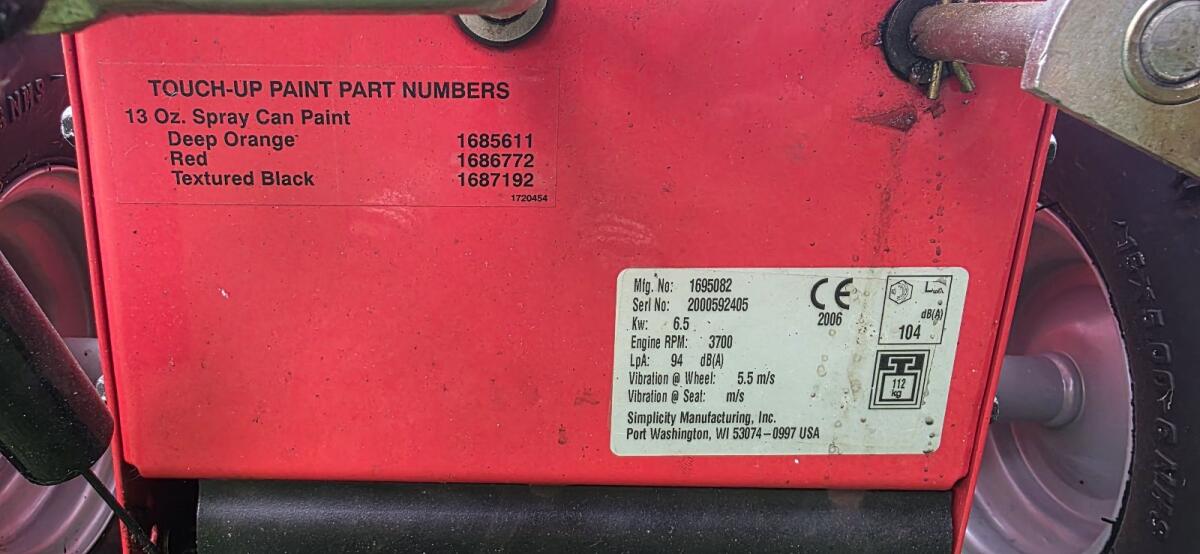 TOUCH-UP PAINT PART NUMBERS
13 Oz. Spray Can Paint
Deep Orange 1685611
Red 1686772
Textured Black 1687192
1720454
Mfg. No: 1695082
Serl No: 2000592405
Kw: 6.5
Engine RPM: 3700
LpA: 94 dB(A)
Vibration @ Wheel: 5.5 m/s
Vibration @ Seat: m/s
Simplicity Manufacturing, Inc.
Port Washington, WI 53074-0997 USA
CE
2006
LWA
dB(A)
104
112
kg